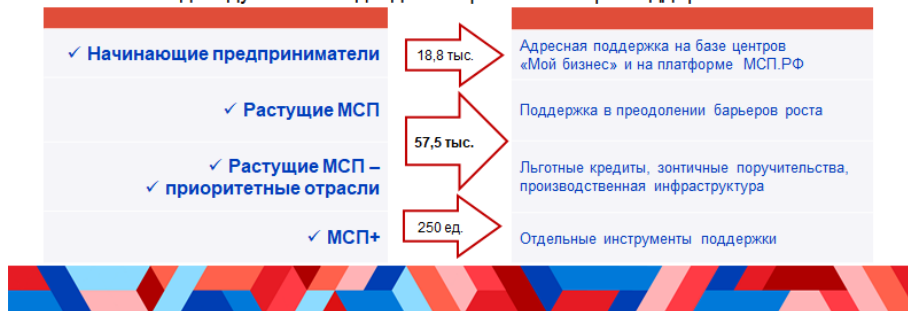 ✓ Начинающие предприниматели
18,8 тыс.
Адресная поддержка на базе центров
«Мой бизнес» и на платформе МСП.РФ
✓ Растущие МСП
Поддержка в преодолении барьеров роста
57,5 тыс.
✓ Растущие МСП –
✓ приоритетные отрасли
Льготные кредиты, зонтичные поручительства,
производственная инфраструктура
✓ МСП+
250 ед.
Отдельные инструменты поддержки